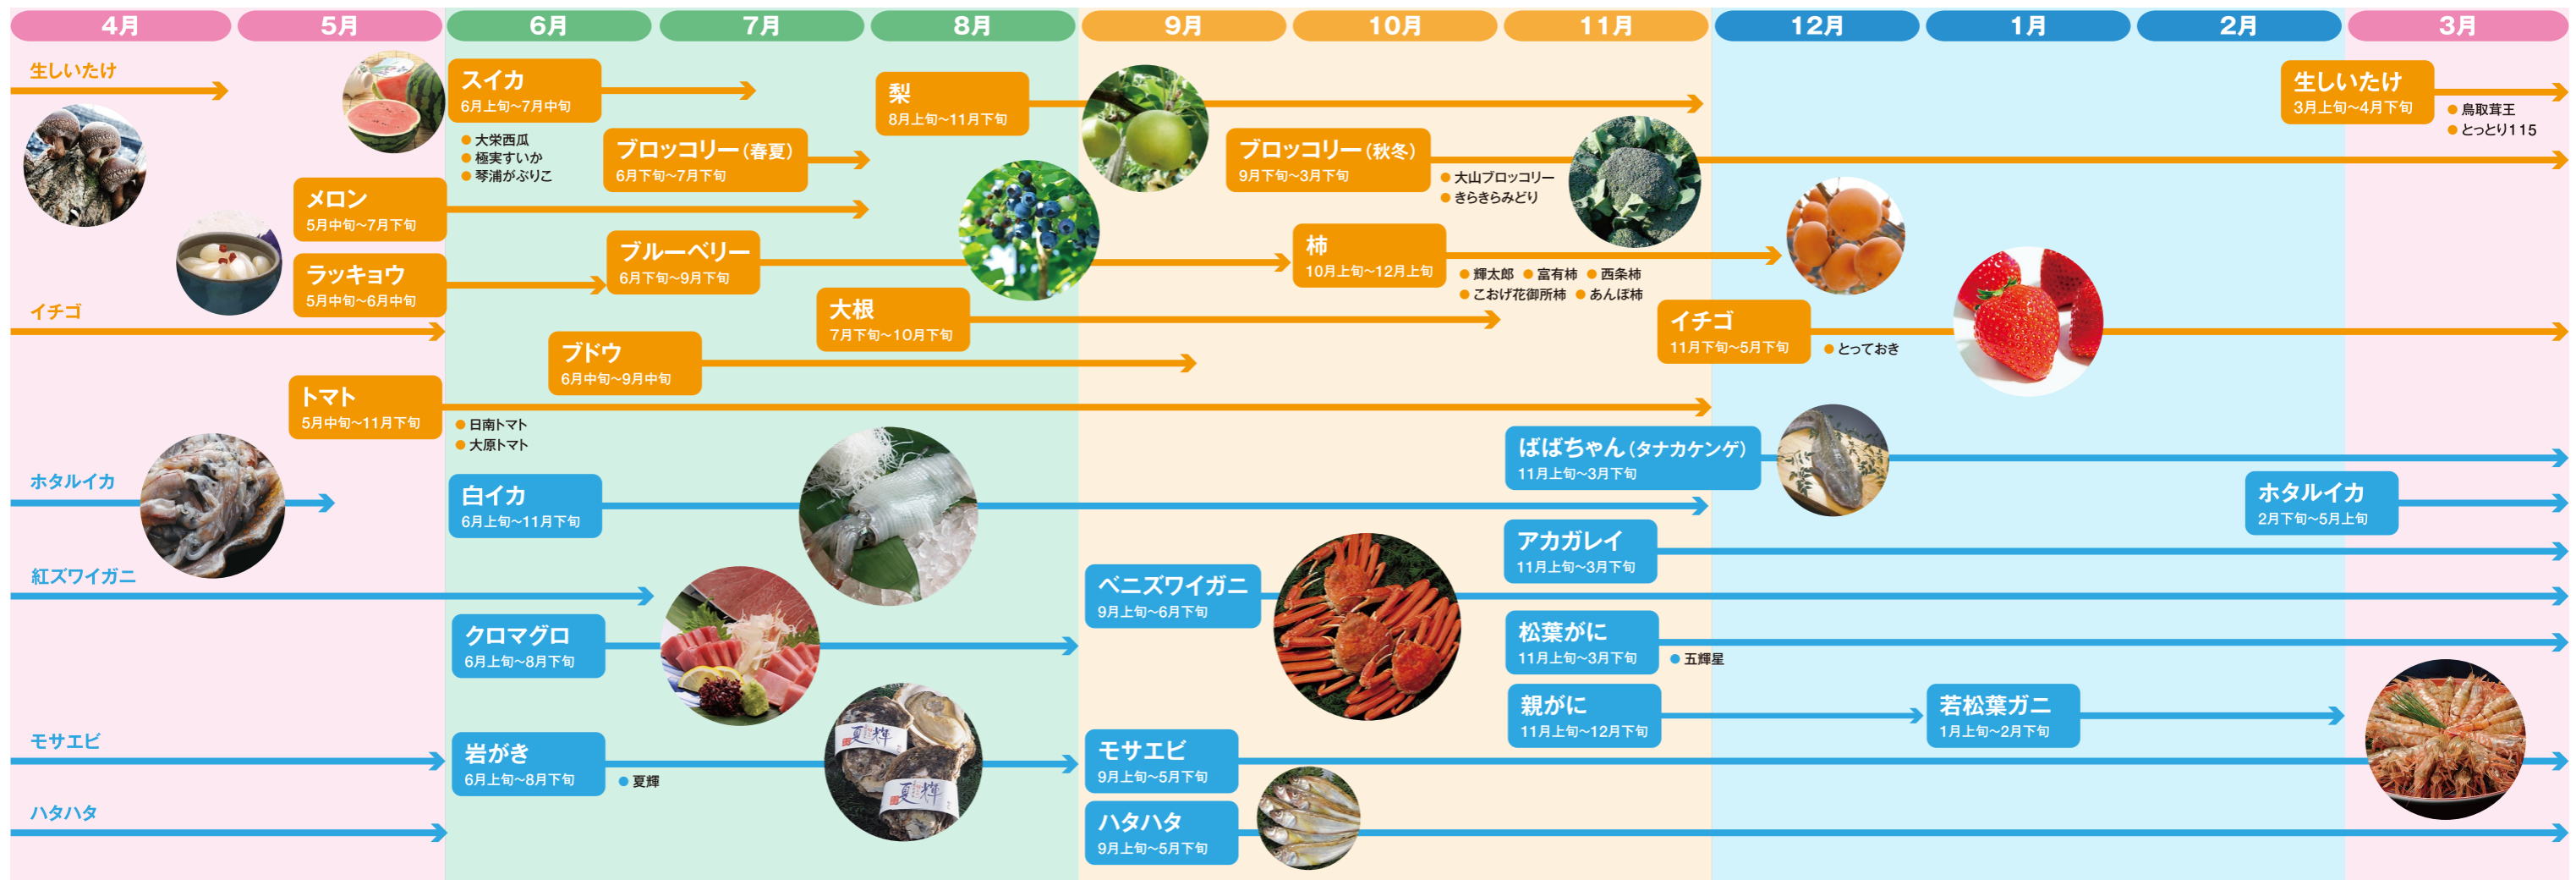 4月
5月
6月
7月
8月
9月
10月
11月
12月
1月
2月
3月
生しいたけ
スイカ
6月上旬〜7月中旬
大栄西瓜
極実すいか
琴浦がぶりこ
梨
8月上旬〜11月下旬
生しいたけ
3月上旬〜4月下旬
鳥取茸王
とっとり115
ブロッコリー(春夏)
6月下旬〜7月下旬
ブロッコリー(秋冬)
9月下旬〜3月下旬
大山ブロッコリー
きらきらみどり
メロン
5月中旬〜7月下旬
ラッキョウ
5月中旬〜6月中旬
ブルーベリー
6月下旬〜9月下旬
柿
10月上旬〜12月上旬
輝太郎 富有柿 西条柿
こおげ花御所柿 あんぽ柿
イチゴ
大根
7月下旬〜10月下旬
イチゴ
11月下旬〜5月下旬
とっておき
ブドウ
6月中旬〜9月中旬
トマト
5月中旬〜11月下旬
日南トマト
大原トマト
ホタルイカ
白イカ
6月上旬〜11月下旬
ばばちゃん(タナカケンゲ)
11月上旬〜3月下旬
ホタルイカ
2月下旬〜5月上旬
アカガレイ
11月上旬〜3月下旬
紅ズワイガニ
ベニズワイガニ
9月上旬〜6月下旬
クロマグロ
6月上旬〜8月下旬
松葉がに
11月上旬〜3月下旬
五輝星
親がに
11月上旬〜12月下旬
若松葉ガニ
1月上旬〜2月下旬
モサエビ
岩がき
6月上旬〜8月下旬
夏輝
夏輝
夏輝
モサエビ
9月上旬〜5月下旬
ハタハタ
ハタハタ
9月上旬〜5月下旬